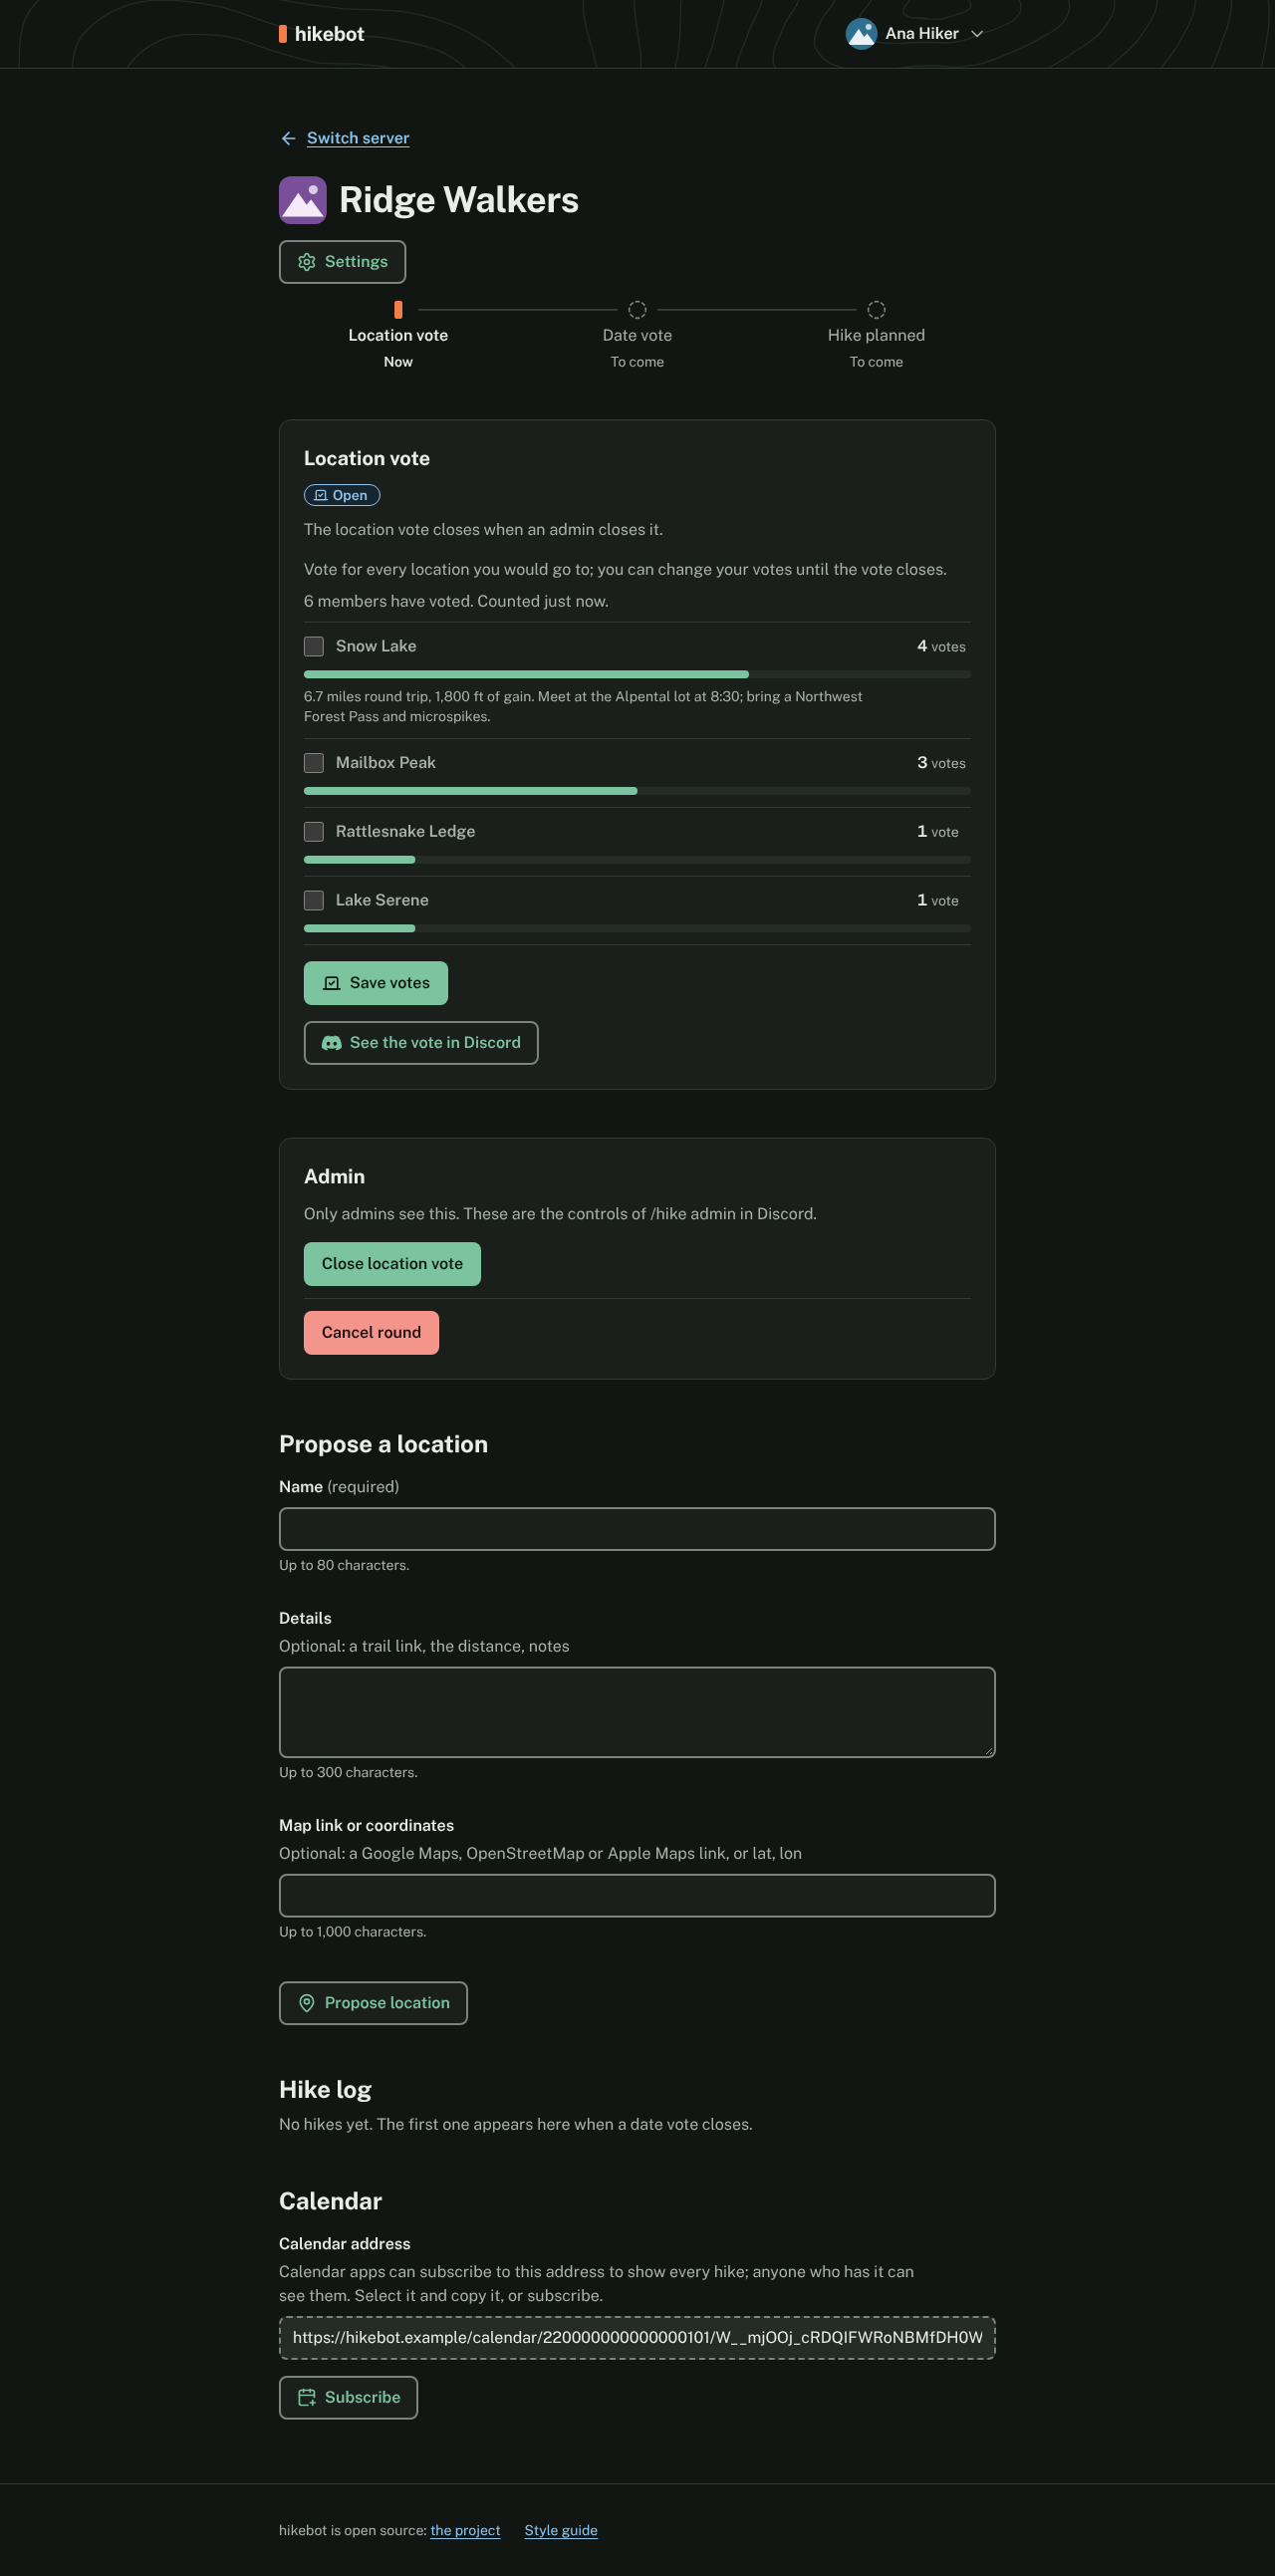 hikebot
Ana Hiker
Switch server
Ridge Walkers
Settings
Location vote
Now
Date vote
To come
Hike planned
To come
Location vote
Open
The location vote closes when an admin closes it.
Vote for every location you would go to; you can change your votes until the vote closes.
6 members have voted. Counted just now.
Snow Lake
4 votes
6.7 miles round trip, 1,800 ft of gain. Meet at the Alpental lot at 8:30; bring a Northwest
Forest Pass and microspikes.
Mailbox Peak
3 votes
Rattlesnake Ledge
1 vote
Lake Serene
1 vote
Save votes
See the vote in Discord
Admin
Only admins see this. These are the controls of /hike admin in Discord.
Close location vote
Cancel round
Propose a location
Name (required)
Up to 80 characters.
Details
Optional: a trail link, the distance, notes
Up to 300 characters.
Map link or coordinates
Optional: a Google Maps, OpenStreetMap or Apple Maps link, or lat, lon
Up to 1,000 characters.
Propose location
Hike log
No hikes yet. The first one appears here when a date vote closes.
Calendar
Calendar address
Calendar apps can subscribe to this address to show every hike; anyone who has it can
see them. Select it and copy it, or subscribe.
https://hikebot.example/calendar/220000000000000101/W__mjOOj_cRDQIFWRoNBMfDH0W
Subscribe
hikebot is open source: the project
Style guide